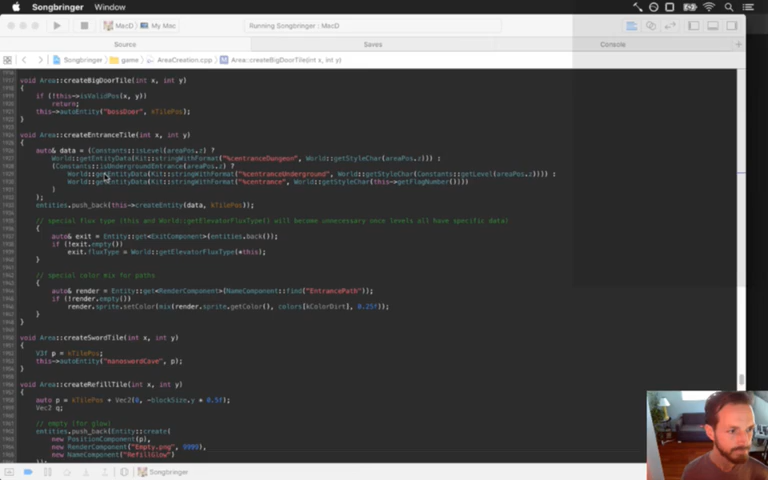 Songbringer Window
MacD My Mac Running Songbringer : MacD
Source Saves Console
Songbringer game AreaCreation.cpp Area::createBigDoorTile(int x, int y)
void Area::createBigDoorTile(int x, int y)
{
if (!this->isValidPos(x, y))
return;
this->autoEntity("bossDoor", kTilePos);
}
void Area::createEntranceTile(int x, int y)
{
auto& data = (Constants::isLevel(areaPos.z) ?
World::getEntityData(Kit::stringWithFormat("%centranceDungeon", World::getStyleChar(areaPos.z))) :
(Constants::isUndergroundEntrance(areaPos.z) ?
World::getEntityData(Kit::stringWithFormat("%centranceUnderground", World::getStyleChar(Constants::getLevel(areaPos.z)))) :
World::getEntityData(Kit::stringWithFormat("%centrance", World::getStyleChar(this->getFlagNumber())))
)
);
entities.push_back(this->createEntity(data, kTilePos));
// special flux type (this and World::getElevatorFluxType() will become unnecessary once levels all have specific data)
{
auto& exit = Entity::get<ExitComponent>(entities.back());
if (!exit.empty())
exit.fluxType = World::getElevatorFluxType(*this);
}
// Special color mix for paths
{
auto& render = Entity::get<RenderComponent>(NameComponent::find("EntrancePath"));
if (!render.empty())
render.sprite.setColor(mix(render.sprite.getColor(), colors[kColorDirt], 0.25f));
}
}
void Area::createSwordTile(int x, int y)
{
V3f p = kTilePos;
this->autoEntity("nanoswordCave", p);
}
void Area::createRefillTile(int x, int y)
{
auto p = kTilePos + Vec2(0, -blockSize.y * 0.5f);
Vec2 q;
// empty (for glow)
entities.push_back(Entity::create(
new PositionComponent(p),
new RenderComponent("Empty.png", 9999),
new NameComponent("RefillGlow")
Songbringer